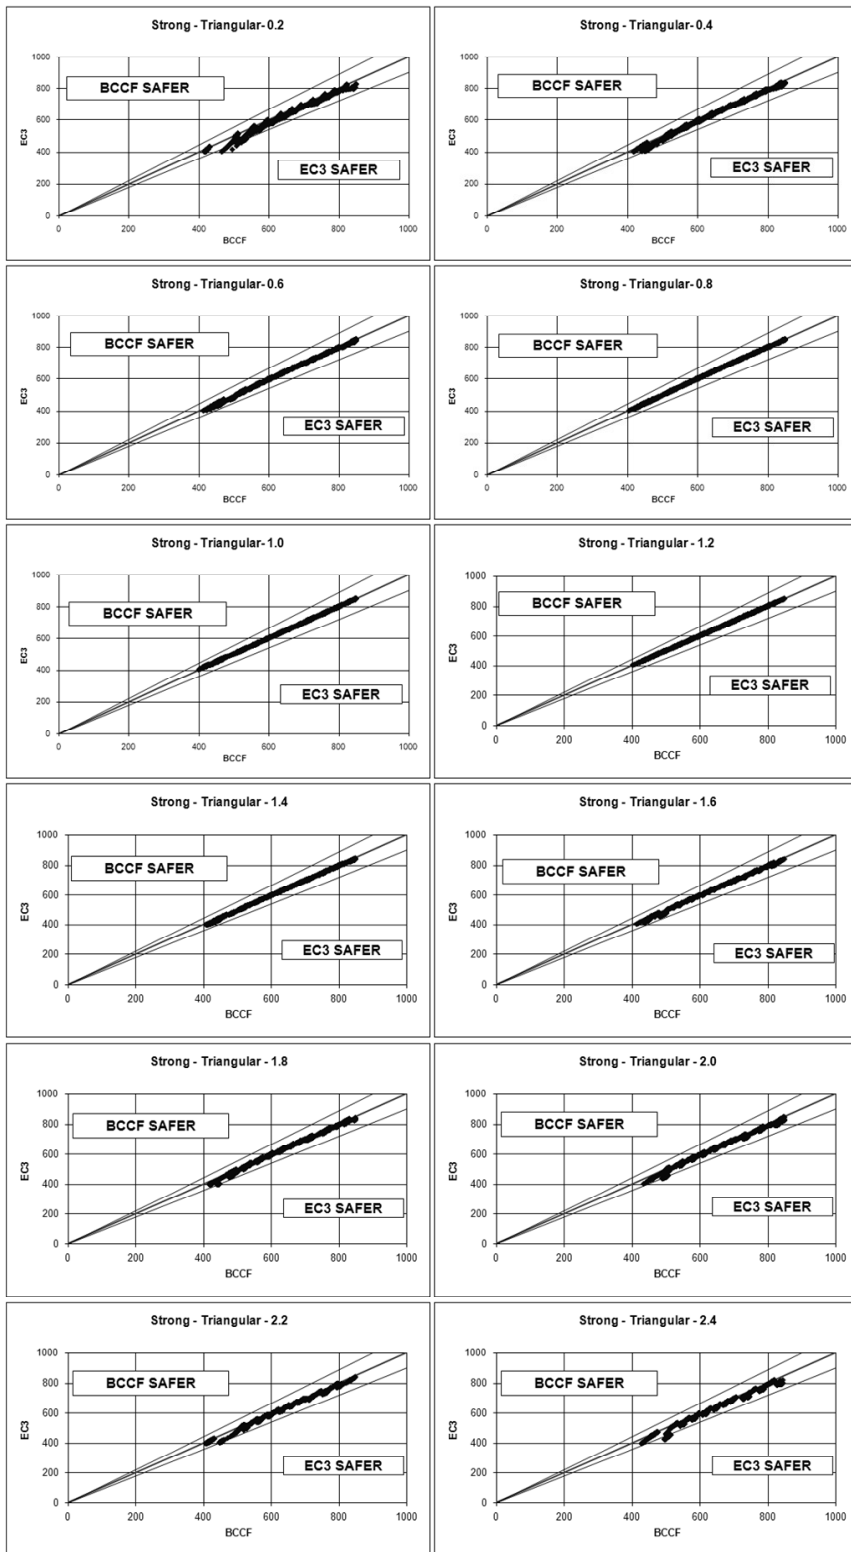 Strong - Triangular- 0.2
1000
800
600
400
200
0
EC3
BCCF SAFER
EC3 SAFER
0 200 400 600 800 1000
BCCF
Strong - Triangular- 0.4
1000
800
600
400
200
0
EC3
BCCF SAFER
EC3 SAFER
0 200 400 600 800 1000
BCCF
Strong - Triangular- 0.6
1000
800
600
400
200
0
EC3
BCCF SAFER
EC3 SAFER
0 200 400 600 800 1000
BCCF
Strong - Triangular- 0.8
1000
800
600
400
200
0
EC3
BCCF SAFER
EC3 SAFER
0 200 400 600 800 1000
BCCF
Strong - Triangular- 1.0
1000
800
600
400
200
0
EC3
BCCF SAFER
EC3 SAFER
0 200 400 600 800 1000
BCCF
Strong - Triangular - 1.2
1000
800
600
400
200
0
EC3
BCCF SAFER
EC3 SAFER
0 200 400 600 800 1000
BCCF
Strong - Triangular - 1.4
1000
800
600
400
200
0
EC3
BCCF SAFER
EC3 SAFER
0 200 400 600 800 1000
BCCF
Strong - Triangular - 1.6
1000
800
600
400
200
0
EC3
BCCF SAFER
EC3 SAFER
0 200 400 600 800 1000
BCCF
Strong - Triangular - 1.8
1000
800
600
400
200
0
EC3
BCCF SAFER
EC3 SAFER
0 200 400 600 800 1000
BCCF
Strong - Triangular - 2.0
1000
800
600
400
200
0
EC3
BCCF SAFER
EC3 SAFER
0 200 400 600 800 1000
BCCF
Strong - Triangular - 2.2
1000
800
600
400
200
0
EC3
BCCF SAFER
EC3 SAFER
0 200 400 600 800 1000
BCCF
Strong - Triangular - 2.4
1000
800
600
400
200
0
EC3
BCCF SAFER
EC3 SAFER
0 200 400 600 800 1000
BCCF